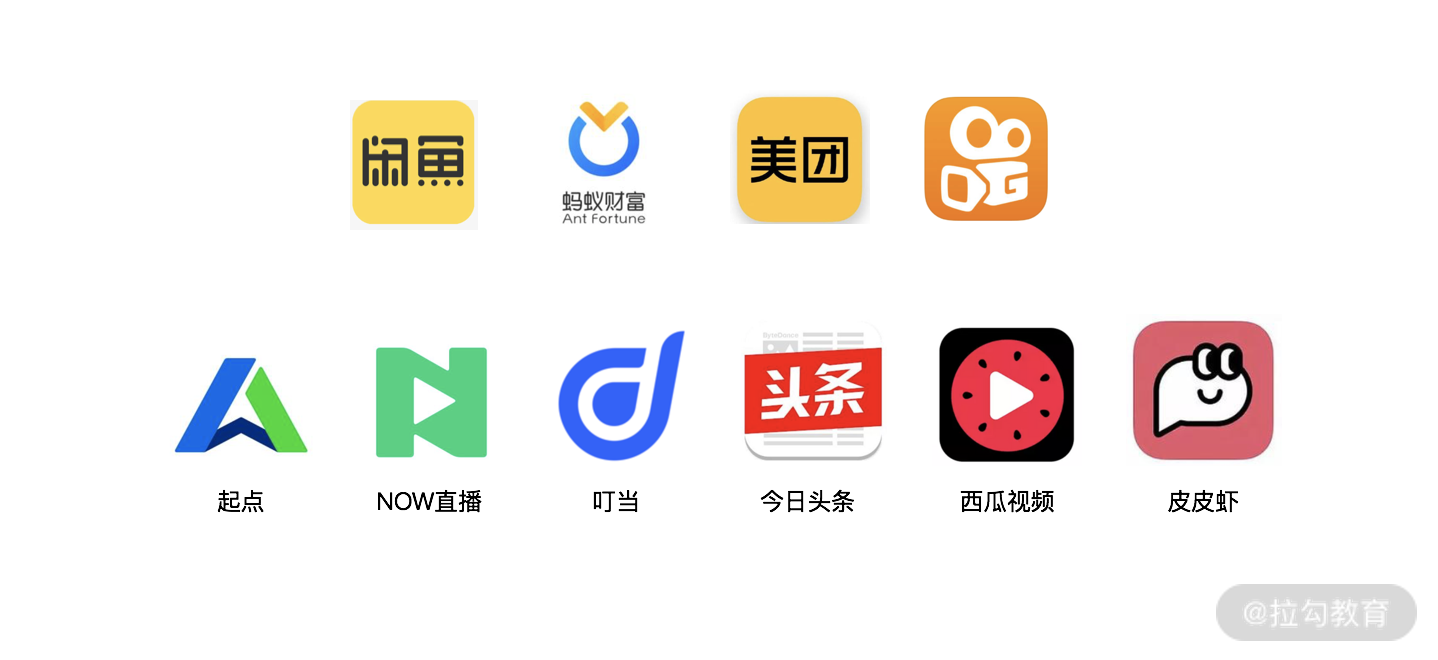 闲鱼
蚂蚁财富
Ant Fortune
美团
ByteDance
头条
起点
NOW直播
叮当
今日头条
西瓜视频
皮皮虾
@拉勾教育